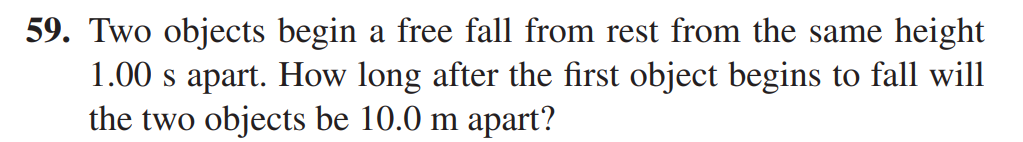 59. Two objects begin a free fall from rest from the same height
1.00 s apart. How long after the first object begins to fall will
the two objects be 10.0 m apart?